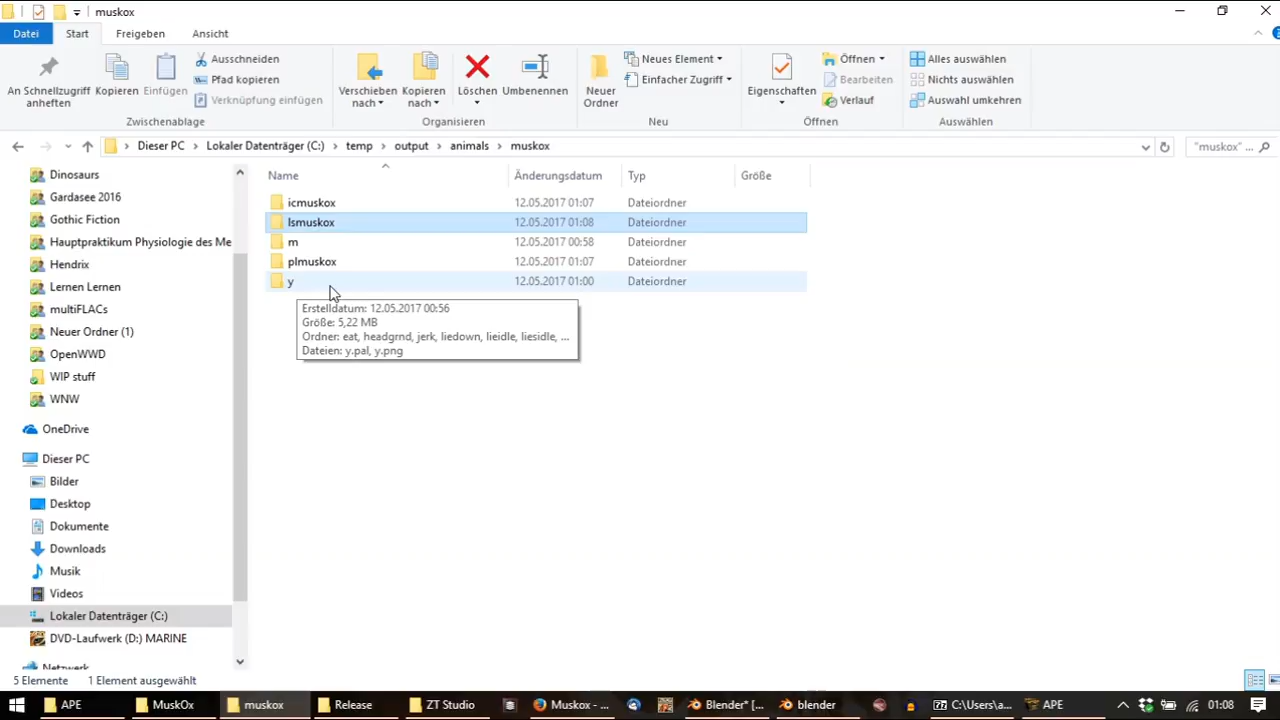 muskox
Datei Start Freigeben Ansicht
An Schnellzugriff anheften
Kopieren
Einfügen
Ausschneiden
Pfad kopieren
Verknüpfung einfügen
Zwischenablage
Verschieben nach
Kopieren nach
Löschen
Umbenennen
Organisieren
Neuer Ordner
Neues Element
Einfacher Zugriff
Neu
Eigenschaften
Öffnen
Bearbeiten
Verlauf
Öffnen
Alles auswählen
Nichts auswählen
Auswahl umkehren
Auswählen
Dieser PC Lokaler Datenträger (C:) temp output animals muskox
"muskox" ...
Dinosaurs
Gardasee 2016
Gothic Fiction
Hauptpraktikum Physiologie des Me
Hendrix
Lernen Lernen
multiFLACs
Neuer Ordner (1)
OpenWWD
WIP stuff
WNW
OneDrive
Dieser PC
Bilder
Desktop
Dokumente
Downloads
Musik
Videos
Lokaler Datenträger (C:)
DVD-Laufwerk (D:) MARINE
Netzwerk
Name Änderungsdatum Typ Größe
icmuskox 12.05.2017 01:07 Dateiordner
lsmuskox 12.05.2017 01:08 Dateiordner
m 12.05.2017 00:58 Dateiordner
plmuskox 12.05.2017 01:07 Dateiordner
y 12.05.2017 01:00 Dateiordner
Erstelldatum: 12.05.2017 00:56
Größe: 5,22 MB
Ordner: eat, headgrnd, jerk, liedown, lieidle, liesidle, ...
Dateien: y.pal, y.png
5 Elemente 1 Element ausgewählt
APE MuskOx muskox Release ZT Studio Muskox - ... Blender* [... blender C:\Users\a... APE 01:08